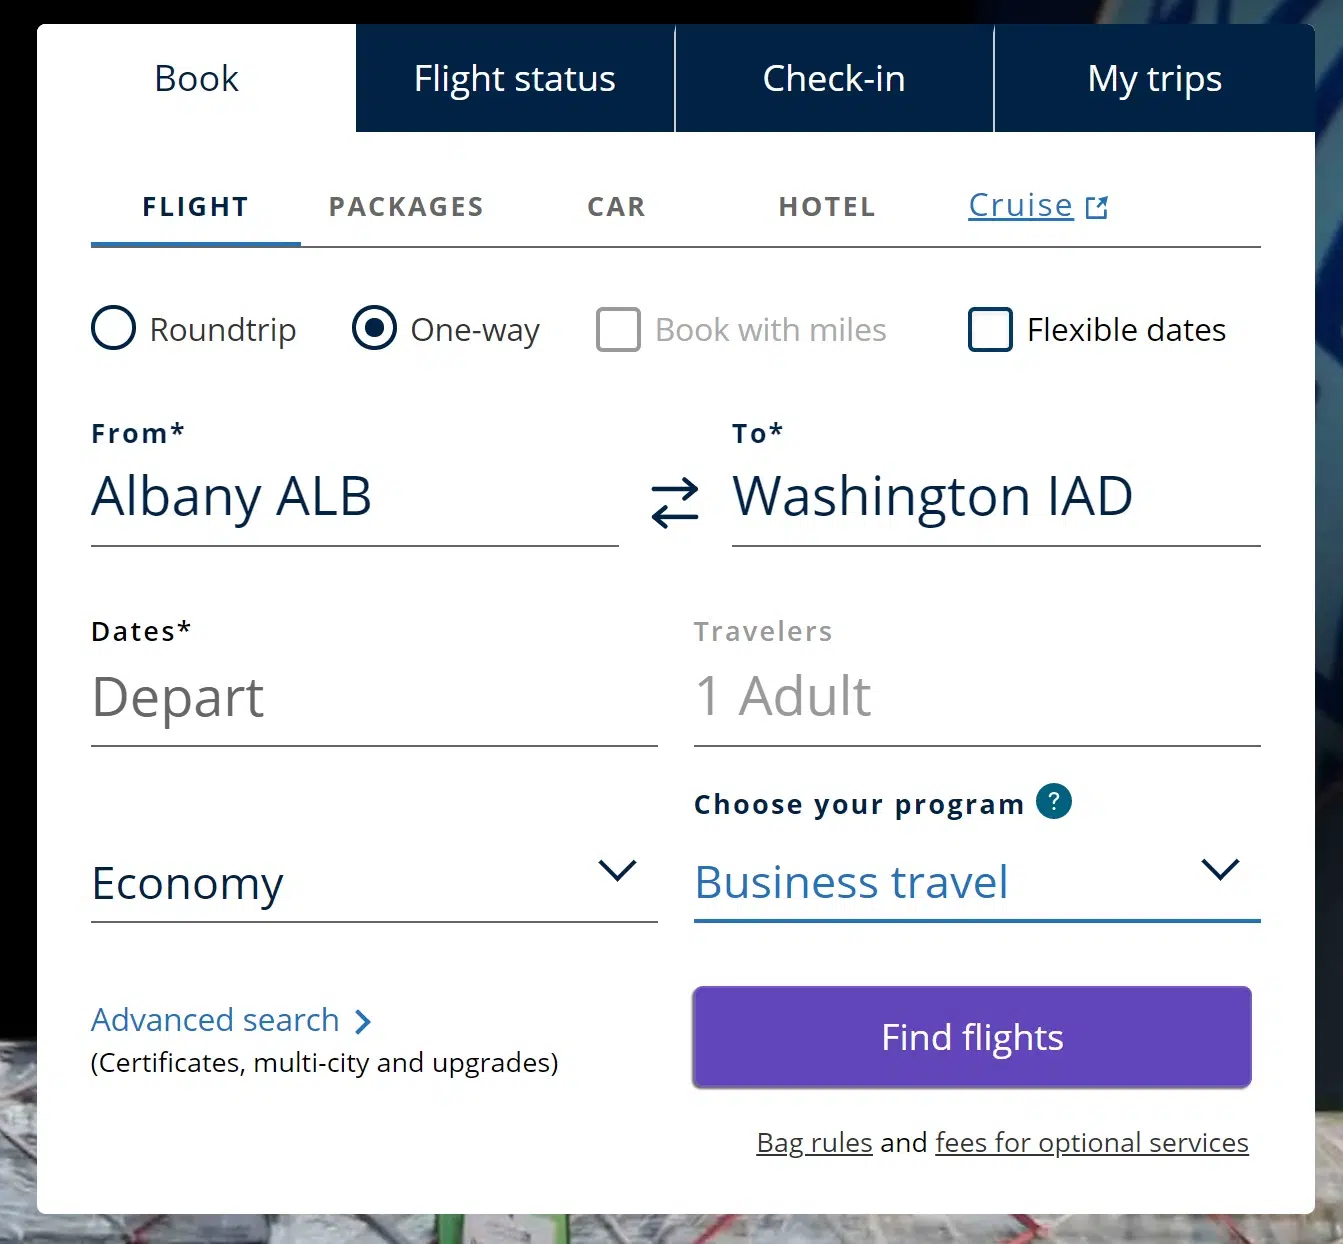 Book Flight status Check-in My trips
FLIGHT PACKAGES CAR HOTEL Cruise
Roundtrip One-way Book with miles Flexible dates
From* To*
Albany ALB Washington IAD
Dates* Travelers
Depart 1 Adult
Choose your program ?
Economy Business travel
Advanced search
(Certificates, multi-city and upgrades)
Find flights
Bag rules and fees for optional services